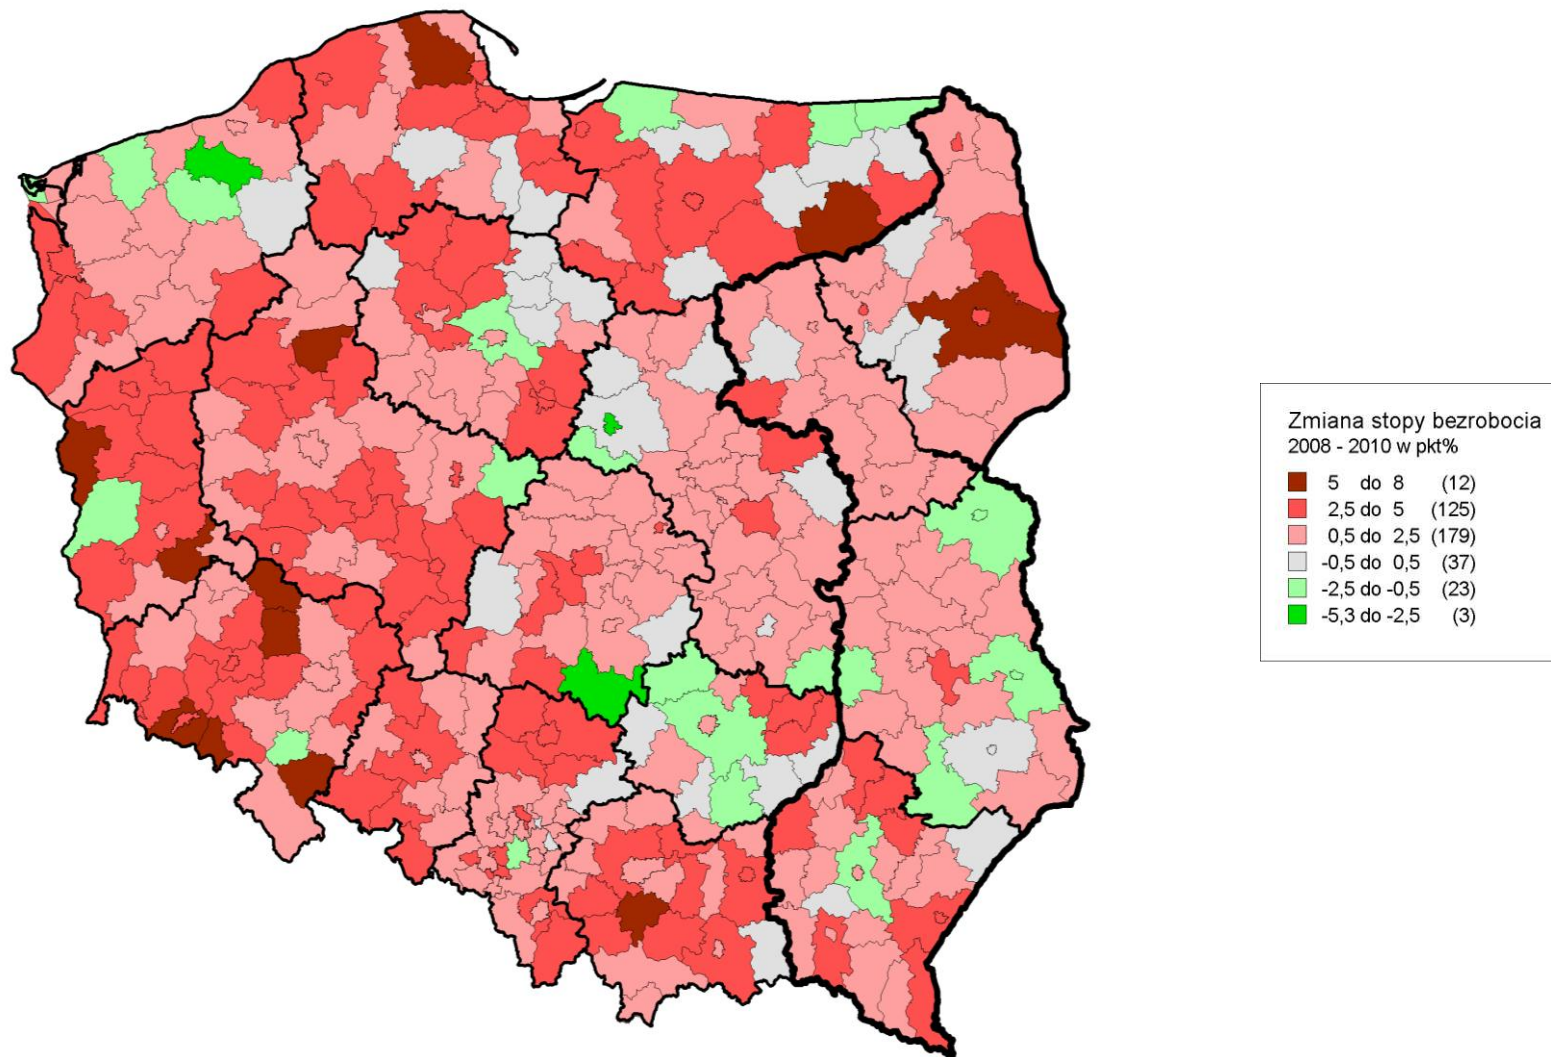 Zmiana stopy bezrobocia
2008 - 2010 w pkt%
5 do 8 (12)
2,5 do 5 (125)
0,5 do 2,5 (179)
-0,5 do 0,5 (37)
-2,5 do -0,5 (23)
-5,3 do -2,5 (3)